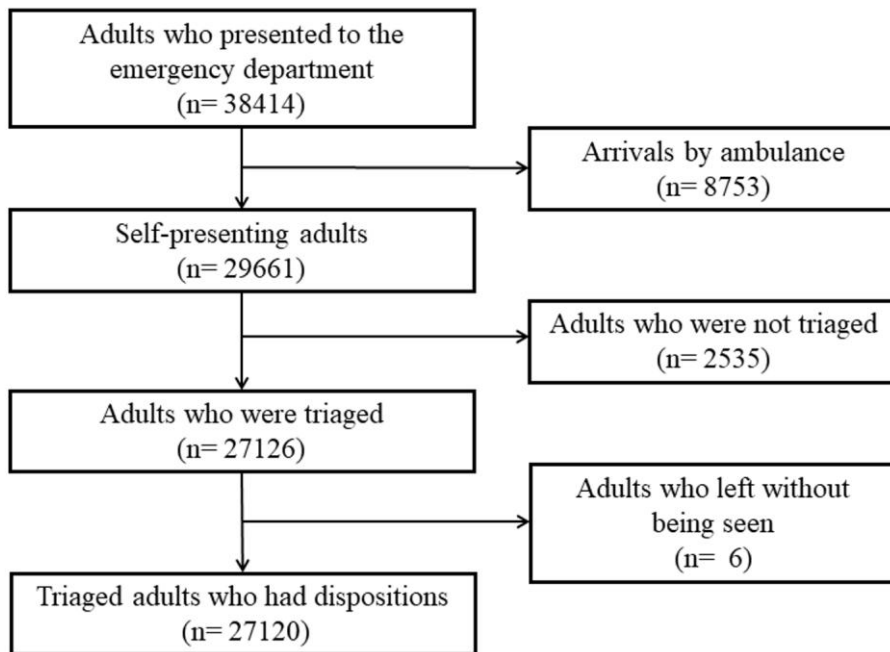 Adults who presented to the
emergency department
(n= 38414)
Arrivals by ambulance
(n= 8753)
Self-presenting adults
(n= 29661)
Adults who were not triaged
(n= 2535)
Adults who were triaged
(n= 27126)
Adults who left without
being seen
(n=  6)
Triaged adults who had dispositions
(n= 27120)